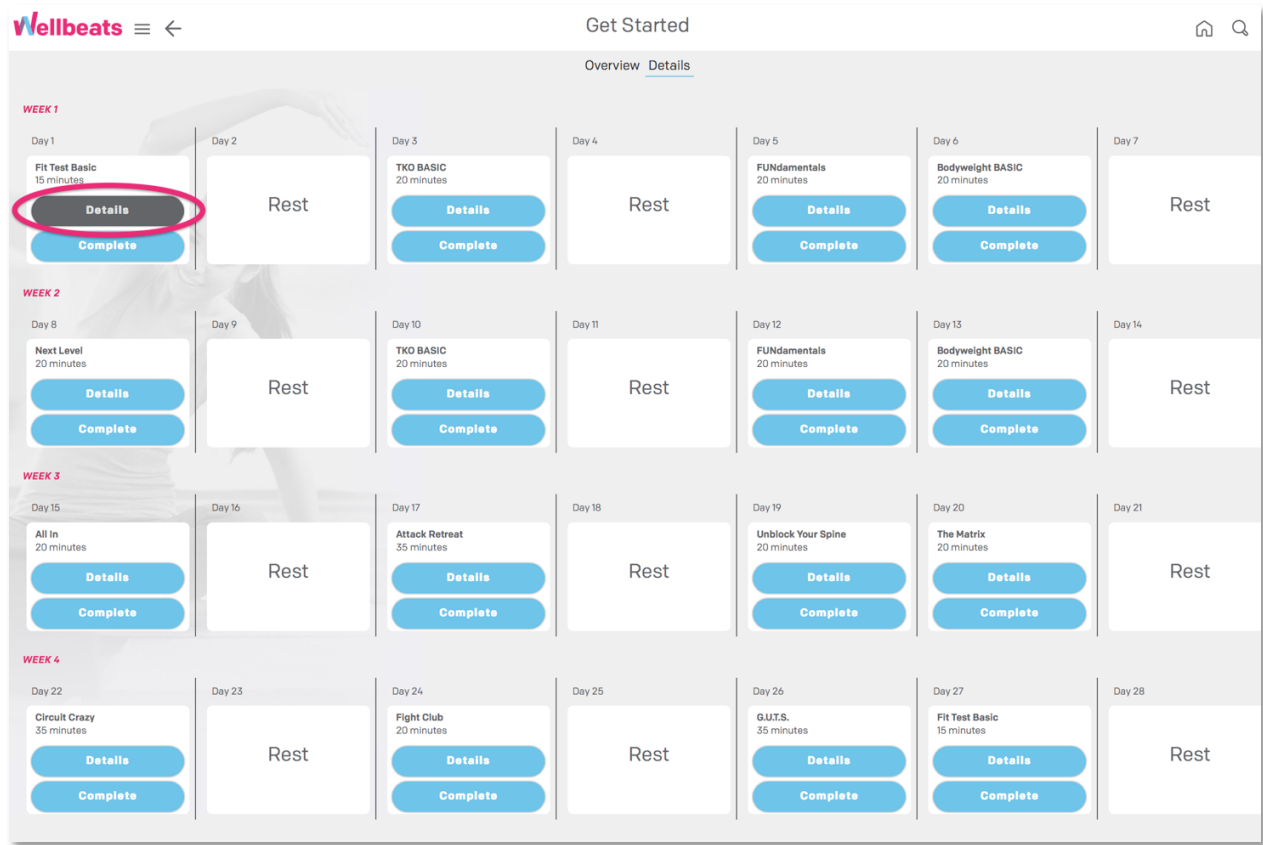 Wellbeats
Get Started
Overview Details
WEEK 1
Day 1 Day 2 Day 3 Day 4 Day 5 Day 6 Day 7
Fit Test Basic TKO BASIC FUNdamentals Bodyweight BASIC
15 minutes 20 minutes 20 minutes 20 minutes
Rest Rest Rest
Details Details Details Details
Complete Complete Complete Complete
WEEK 2
Day 8 Day 9 Day 10 Day 11 Day 12 Day 13 Day 14
Next Level TKO BASIC FUNdamentals Bodyweight BASIC
20 minutes 20 minutes 20 minutes 20 minutes
Rest Rest Rest
Details Details Details Details
Complete Complete Complete Complete
WEEK 3
Day 15 Day 16 Day 17 Day 18 Day 19 Day 20 Day 21
All In Attack Retreat Unblock Your Spine The Matrix
20 minutes 35 minutes 20 minutes 20 minutes
Rest Rest Rest
Details Details Details Details
Complete Complete Complete Complete
WEEK 4
Day 22 Day 23 Day 24 Day 25 Day 26 Day 27 Day 28
Circuit Crazy Fight Club G.U.T.S. Fit Test Basic
35 minutes 20 minutes 35 minutes 15 minutes
Rest Rest Rest
Details Details Details Details
Complete Complete Complete Complete